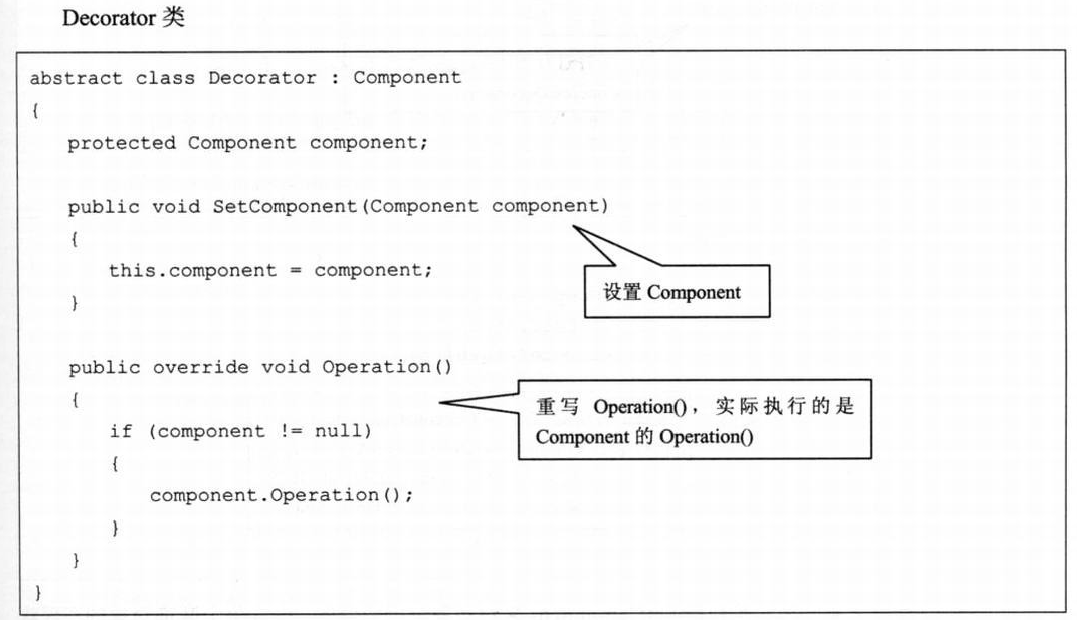 Decorator 类
abstract class Decorator : Component
{
protected Component component;
public void SetComponent(Component component)
{
this.component = component;
}
设置 Component
public override void Operation()
{
重写 Operation()，实际执行的是
Component 的 Operation()
if (component != null)
{
component.Operation();
}
}
}